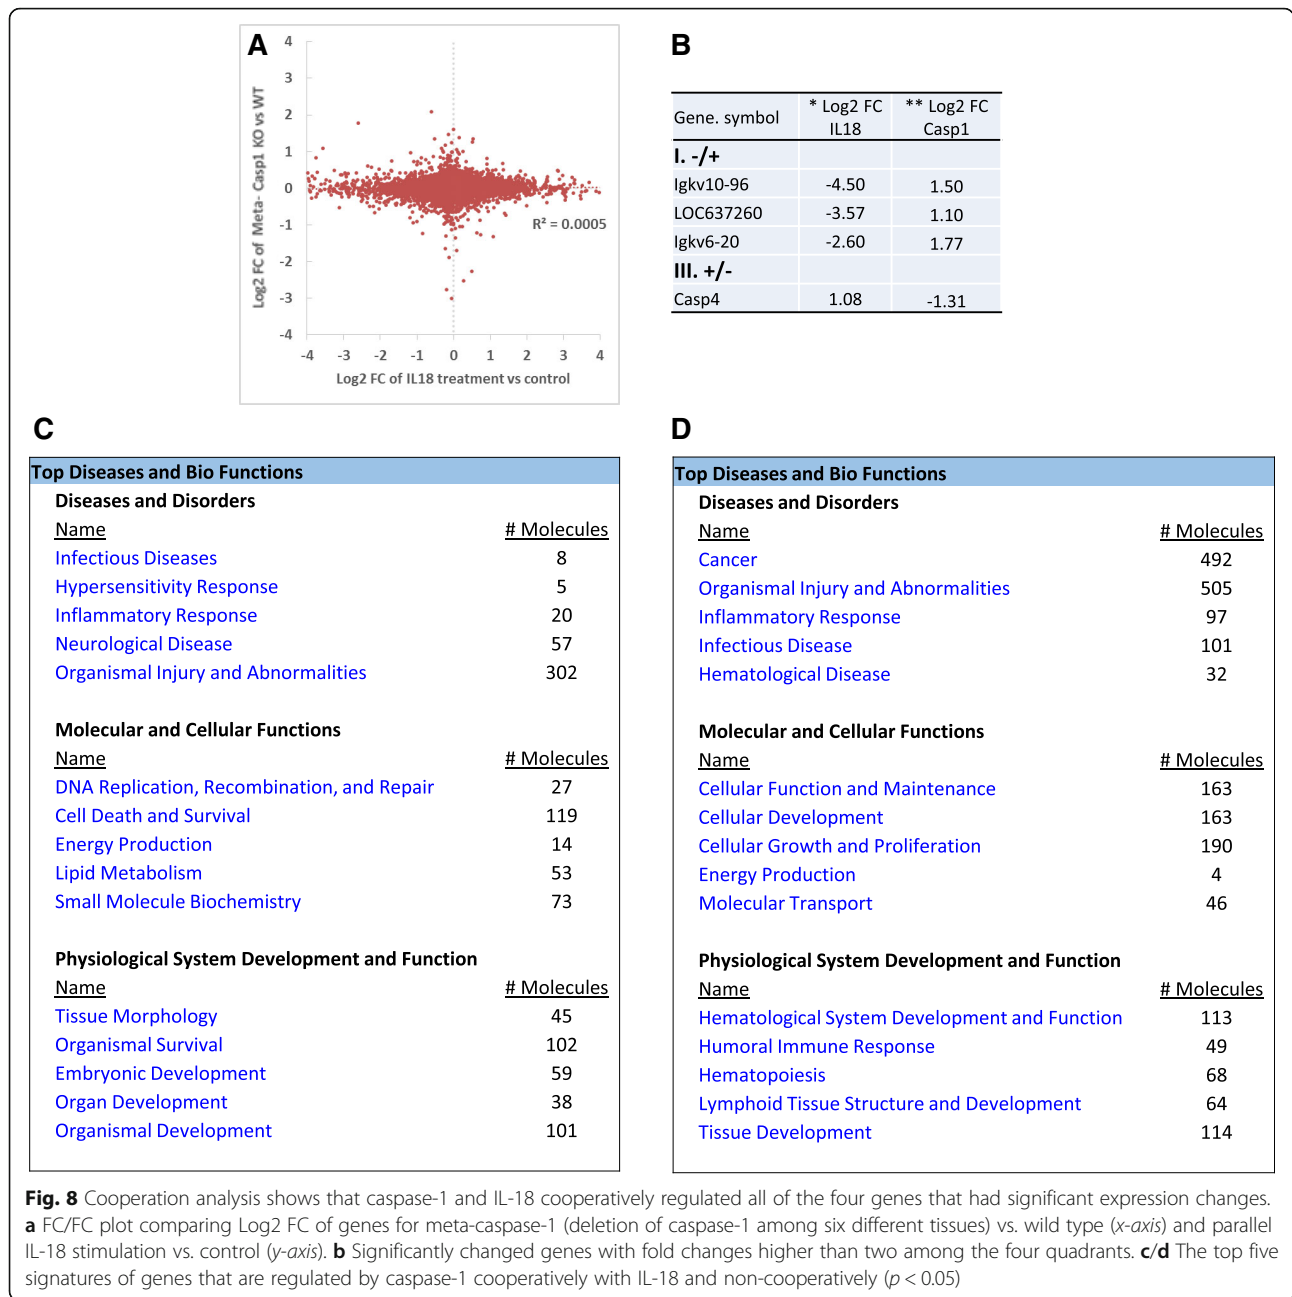 A
4
3
2
1
0
-1
-2
-3
-4
Log2 FC of Meta- Casp1 KO vs WT
R² = 0.0005
-4 -3 -2 -1 0 1 2 3 4
Log2 FC of IL18 treatment vs control
B
Gene. symbol * Log2 FC IL18 ** Log2 FC Casp1
I. -/+
Igkv10-96 -4.50 1.50
LOC637260 -3.57 1.10
Igkv6-20 -2.60 1.77
III. +/-
Casp4 1.08 -1.31
C
Top Diseases and Bio Functions
Diseases and Disorders
Name # Molecules
Infectious Diseases 8
Hypersensitivity Response 5
Inflammatory Response 20
Neurological Disease 57
Organismal Injury and Abnormalities 302
Molecular and Cellular Functions
Name # Molecules
DNA Replication, Recombination, and Repair 27
Cell Death and Survival 119
Energy Production 14
Lipid Metabolism 53
Small Molecule Biochemistry 73
Physiological System Development and Function
Name # Molecules
Tissue Morphology 45
Organismal Survival 102
Embryonic Development 59
Organ Development 38
Organismal Development 101
D
Top Diseases and Bio Functions
Diseases and Disorders
Name # Molecules
Cancer 492
Organismal Injury and Abnormalities 505
Inflammatory Response 97
Infectious Disease 101
Hematological Disease 32
Molecular and Cellular Functions
Name # Molecules
Cellular Function and Maintenance 163
Cellular Development 163
Cellular Growth and Proliferation 190
Energy Production 4
Molecular Transport 46
Physiological System Development and Function
Name # Molecules
Hematological System Development and Function 113
Humoral Immune Response 49
Hematopoiesis 68
Lymphoid Tissue Structure and Development 64
Tissue Development 114
Fig. 8 Cooperation analysis shows that caspase-1 and IL-18 cooperatively regulated all of the four genes that had significant expression changes.
a FC/FC plot comparing Log2 FC of genes for meta-caspase-1 (deletion of caspase-1 among six different tissues) vs. wild type (x-axis) and parallel
IL-18 stimulation vs. control (y-axis). b Significantly changed genes with fold changes higher than two among the four quadrants. c/d The top five
signatures of genes that are regulated by caspase-1 cooperatively with IL-18 and non-cooperatively (p < 0.05)